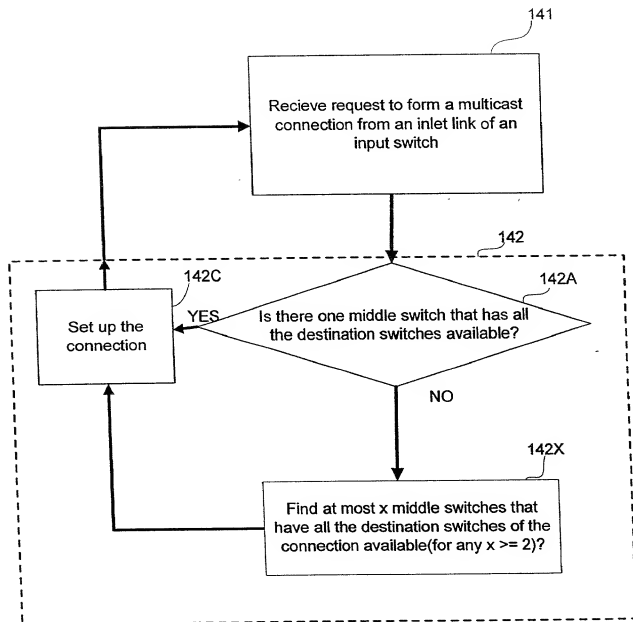 141
Recieve request to form a multicast
connection from an inlet link of an
input switch
142
142C
142A
YES
Set up the
connection
Is there one middle switch that has all
the destination switches available?
NO
142X
Find at most x middle switches that
have all the destination switches of the
connection available(for any x >= 2)?